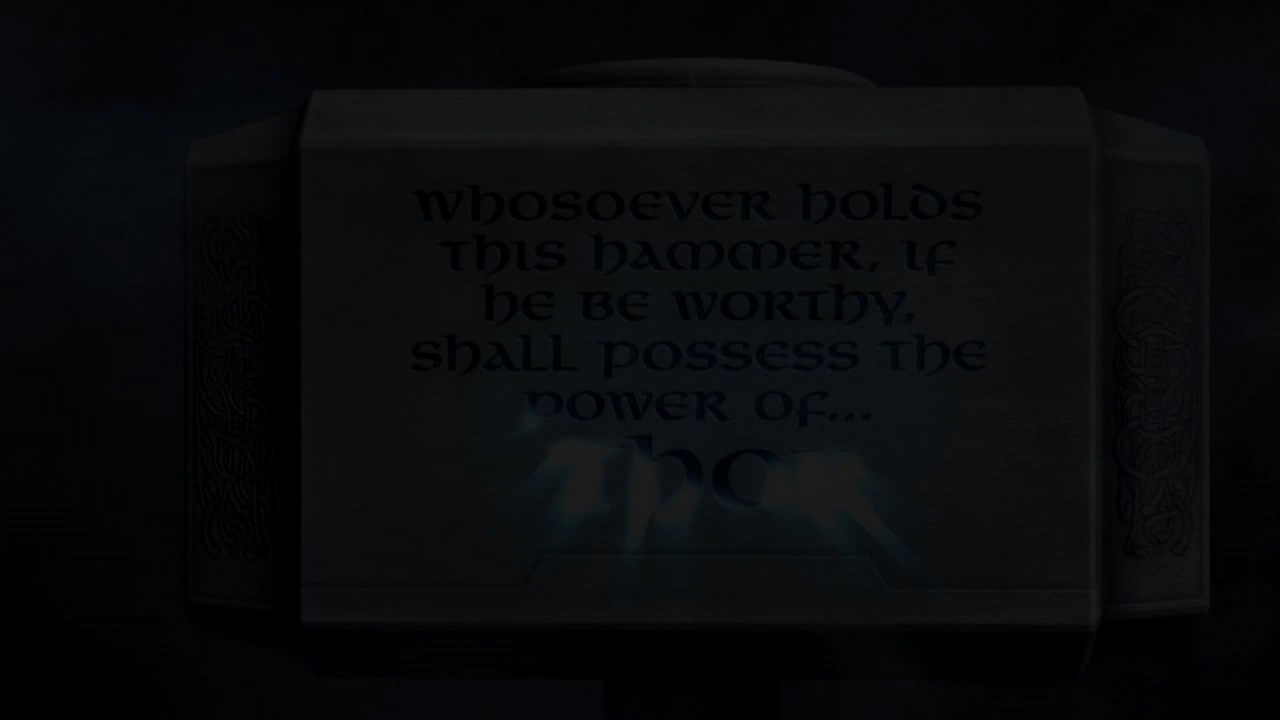 Whosoever holds
this hammer, if
he be worthy,
shall possess the
power of...
Thor